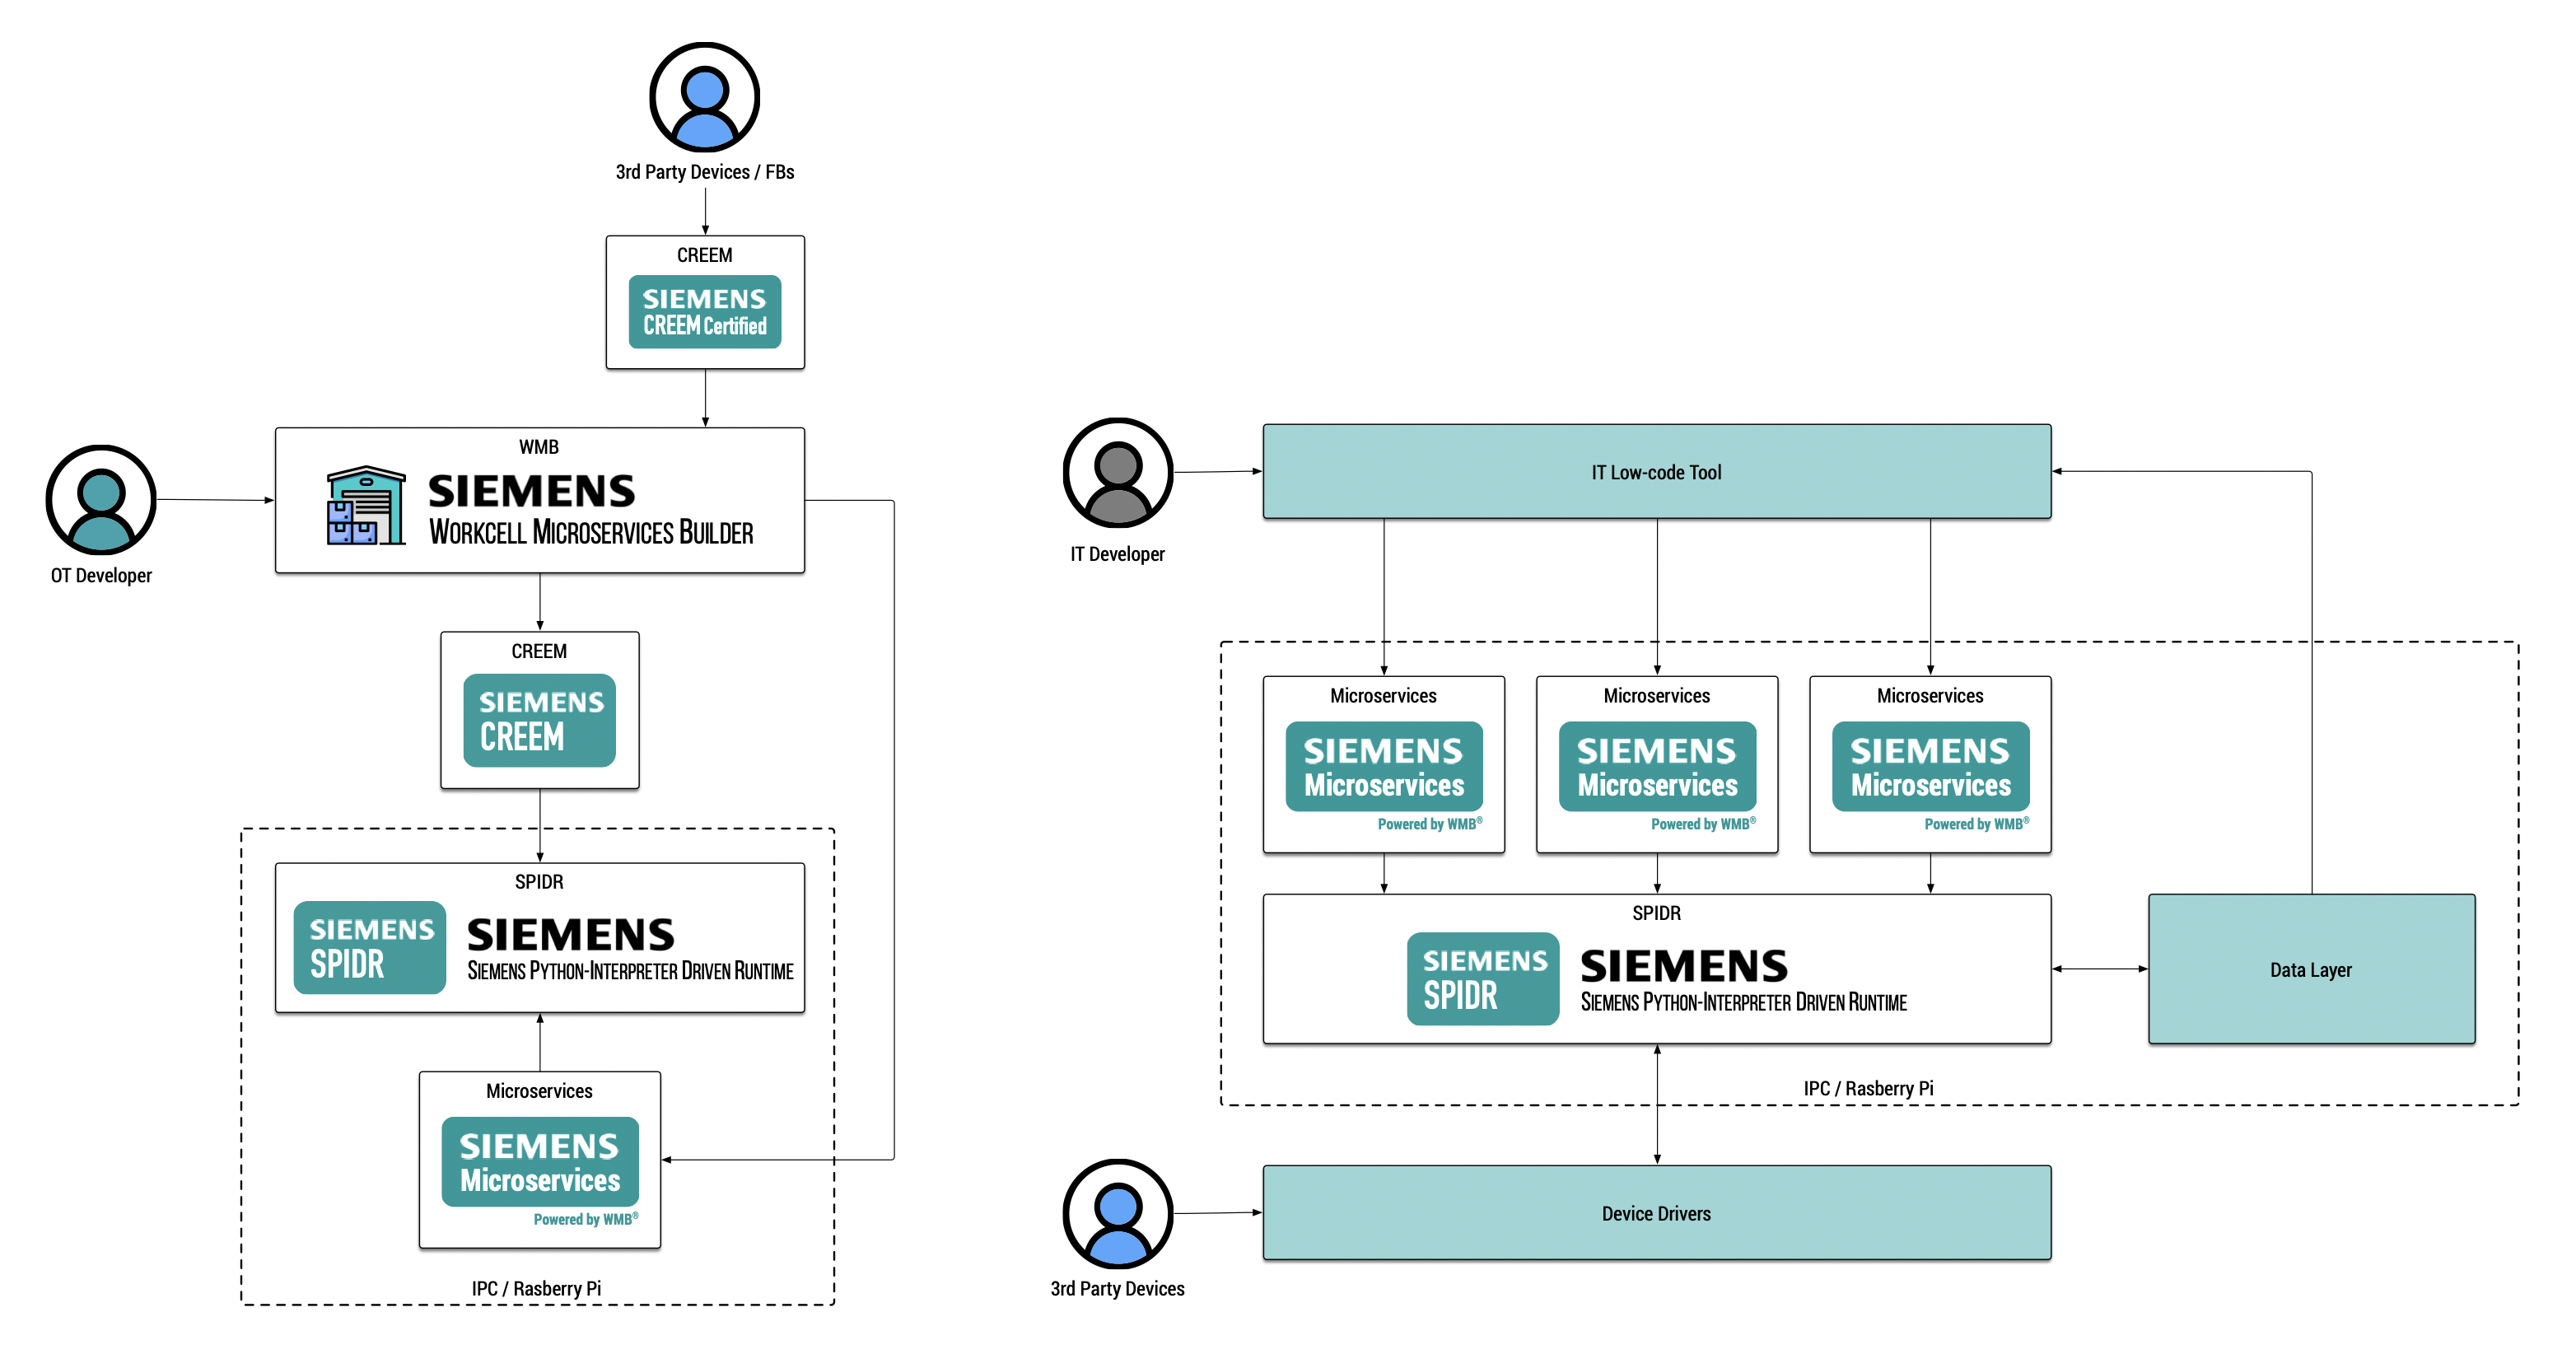 3rd Party Devices / FBs
CREEM
SIEMENS
CREEM Certified
WMB
SIEMENS
WORKCELL MICROSERVICES BUILDER
OT Developer
CREEM
SIEMENS
CREEM
SPIDR
SIEMENS
SPIDR
SIEMENS
SIEMENS PYTHON-INTERPRETER DRIVEN RUNTIME
Microservices
SIEMENS
Microservices
Powered by WMB®
IPC / Rasberry Pi
IT Developer
IT Low-code Tool
Microservices
SIEMENS
Microservices
Powered by WMB®
Microservices
SIEMENS
Microservices
Powered by WMB®
Microservices
SIEMENS
Microservices
Powered by WMB®
SPIDR
SIEMENS
SPIDR
SIEMENS
SIEMENS PYTHON-INTERPRETER DRIVEN RUNTIME
Data Layer
IPC / Rasberry Pi
Device Drivers
3rd Party Devices